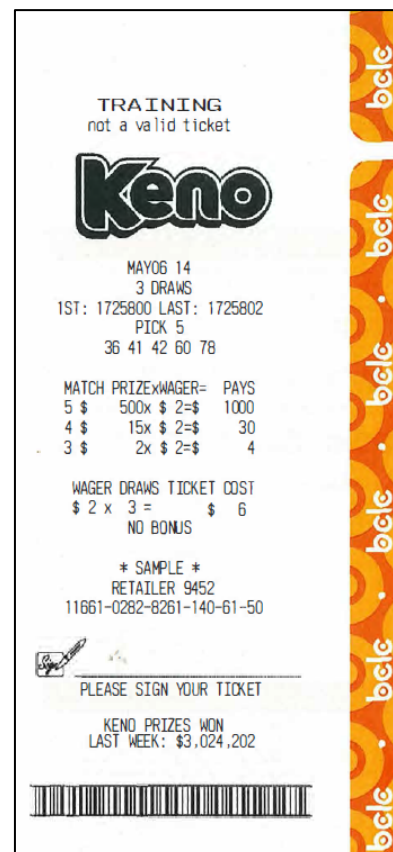 TRAINING
not a valid ticket
Keno
MAY06 14
3 DRAWS
1ST: 1725800 LAST: 1725802
PICK 5
36 41 42 60 78
MATCH PRIZExWAGER= PAYS
5 $ 500x $ 2=$ 1000
4 $ 15x $ 2=$ 30
3 $ 2x $ 2=$ 4
WAGER DRAWS TICKET COST
$ 2 x 3 = $ 6
NO BONUS
* SAMPLE *
RETAILER 9452
11661-0282-8261-140-61-50
Sign
PLEASE SIGN YOUR TICKET
KENO PRIZES WON
LAST WEEK: $3,024,202
bclc
bclc
bclc
bclc
bclc
bclc